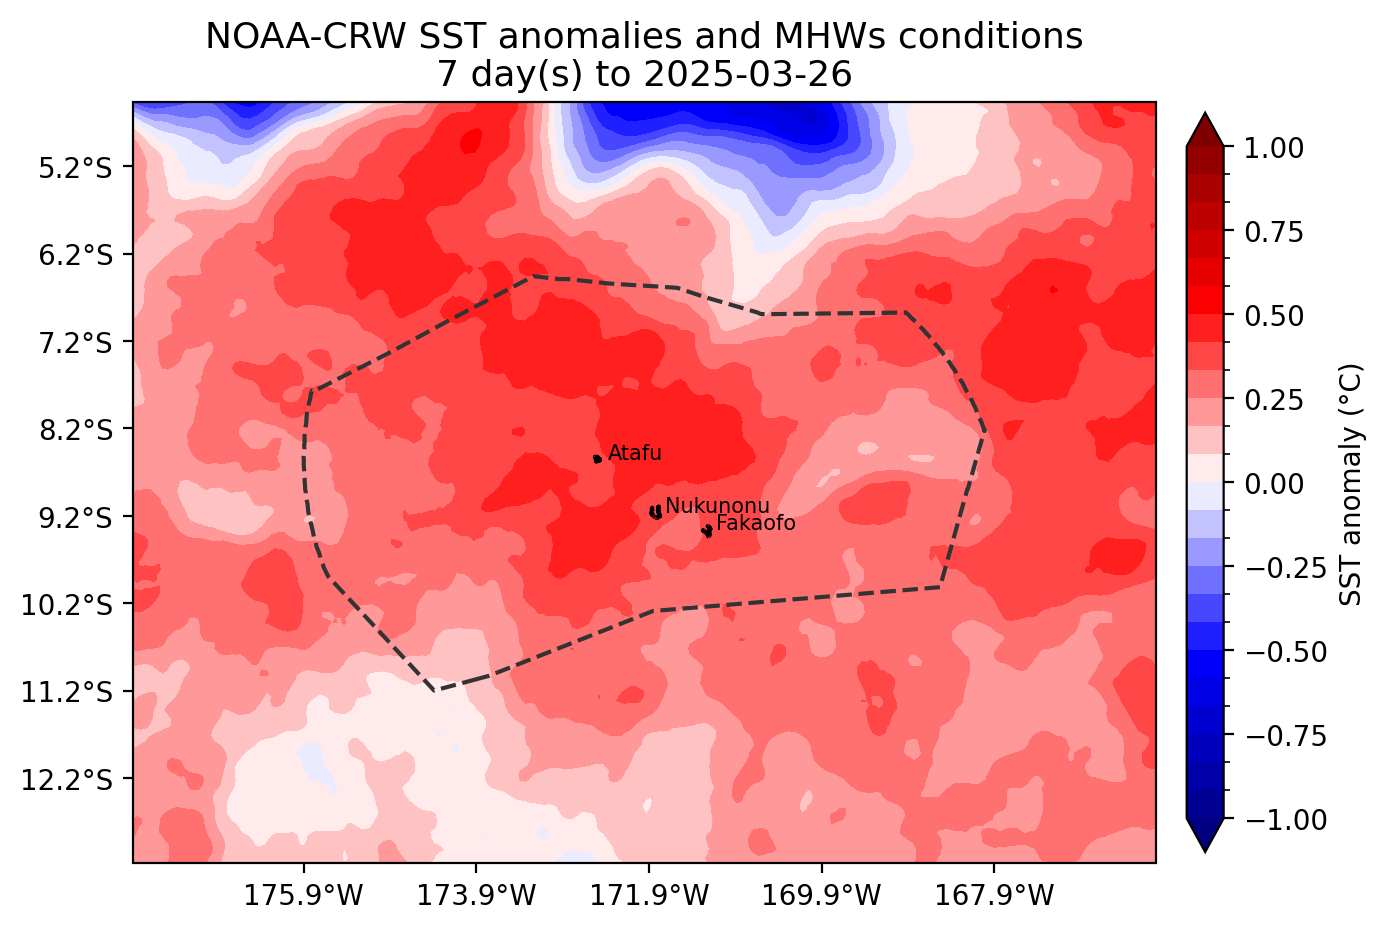 NOAA-CRW SST anomalies and MHWs conditions
7 day(s) to 2025-03-26
5.2°S
6.2°S
7.2°S
8.2°S
9.2°S
10.2°S
11.2°S
12.2°S
Atafu
Nukunonu
Fakaofo
175.9°W
173.9°W
171.9°W
169.9°W
167.9°W
1.00
0.75
0.50
0.25
0.00
−0.25
−0.50
−0.75
−1.00
SST anomaly (°C)